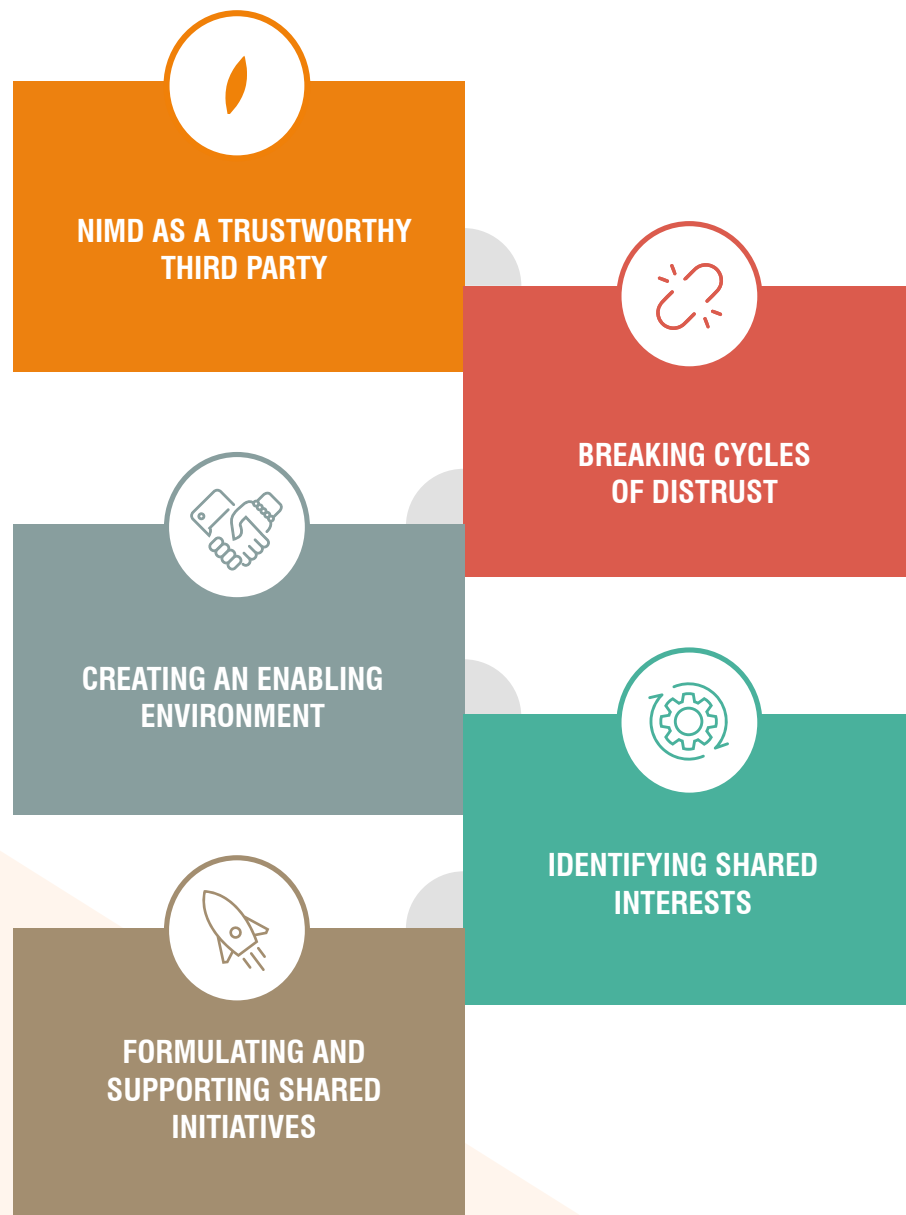 NIMD AS A TRUSTWORTHY
THIRD PARTY
BREAKING CYCLES
OF DISTRUST
CREATING AN ENABLING
ENVIRONMENT
IDENTIFYING SHARED
INTERESTS
FORMULATING AND
SUPPORTING SHARED
INITIATIVES